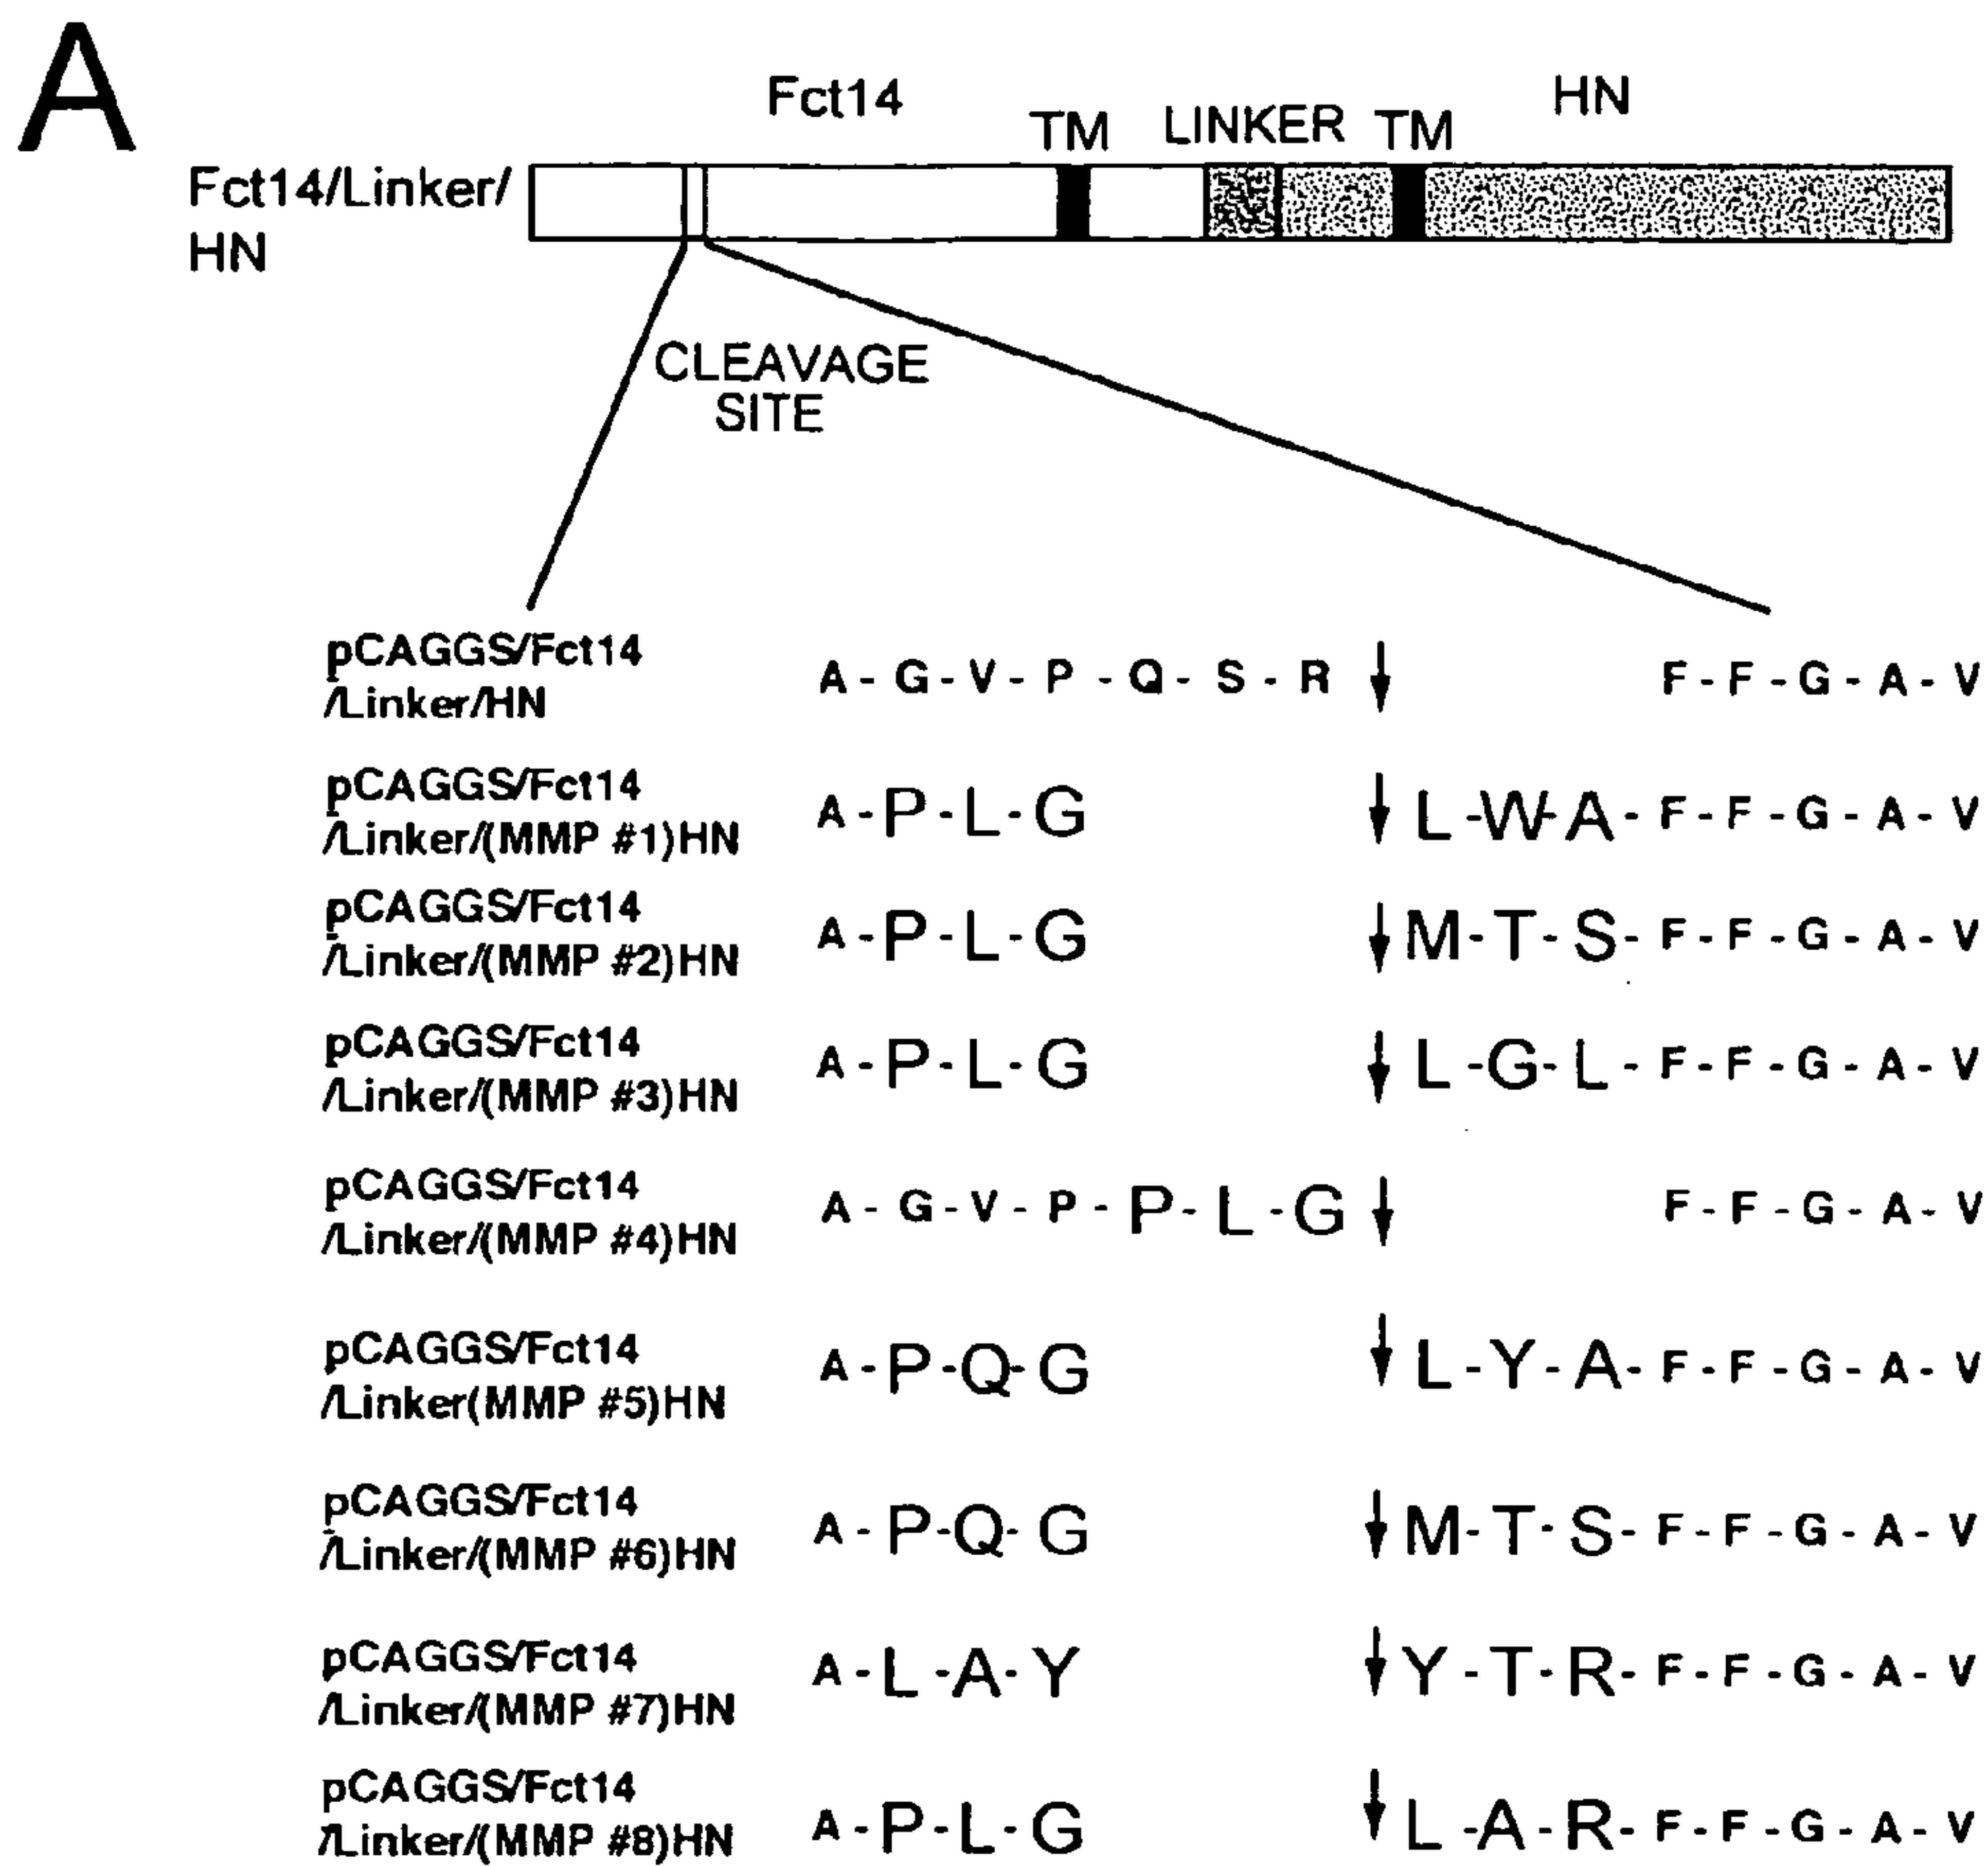 A
Fct14
HN
TM
LINKER
TM
Fct14/Linker/
HN
CLEAVAGE
SITE
pCAGGS/Fct14
/Linker/HN
A - G - V - P - Q - S - R ↓ F - F - G - A - V
pCAGGS/Fct14
/Linker/(MMP #1)HN
A - P - L - G ↓ L - W - A - F - F - G - A - V
pCAGGS/Fct14
/Linker/(MMP #2)HN
A - P - L - G ↓ M - T - S - F - F - G - A - V
pCAGGS/Fct14
/Linker/(MMP #3)HN
A - P - L - G ↓ L - G - L - F - F - G - A - V
pCAGGS/Fct14
/Linker/(MMP #4)HN
A - G - V - P - P - L - G ↓ F - F - G - A - V
pCAGGS/Fct14
/Linker(MMP #5)HN
A - P - Q - G ↓ L - Y - A - F - F - G - A - V
pCAGGS/Fct14
/Linker/(MMP #6)HN
A - P - Q - G ↓ M - T - S - F - F - G - A - V
pCAGGS/Fct14
/Linker/(MMP #7)HN
A - L - A - Y ↓ Y - T - R - F - F - G - A - V
pCAGGS/Fct14
/Linker/(MMP #8)HN
A - P - L - G ↓ L - A - R - F - F - G - A - V